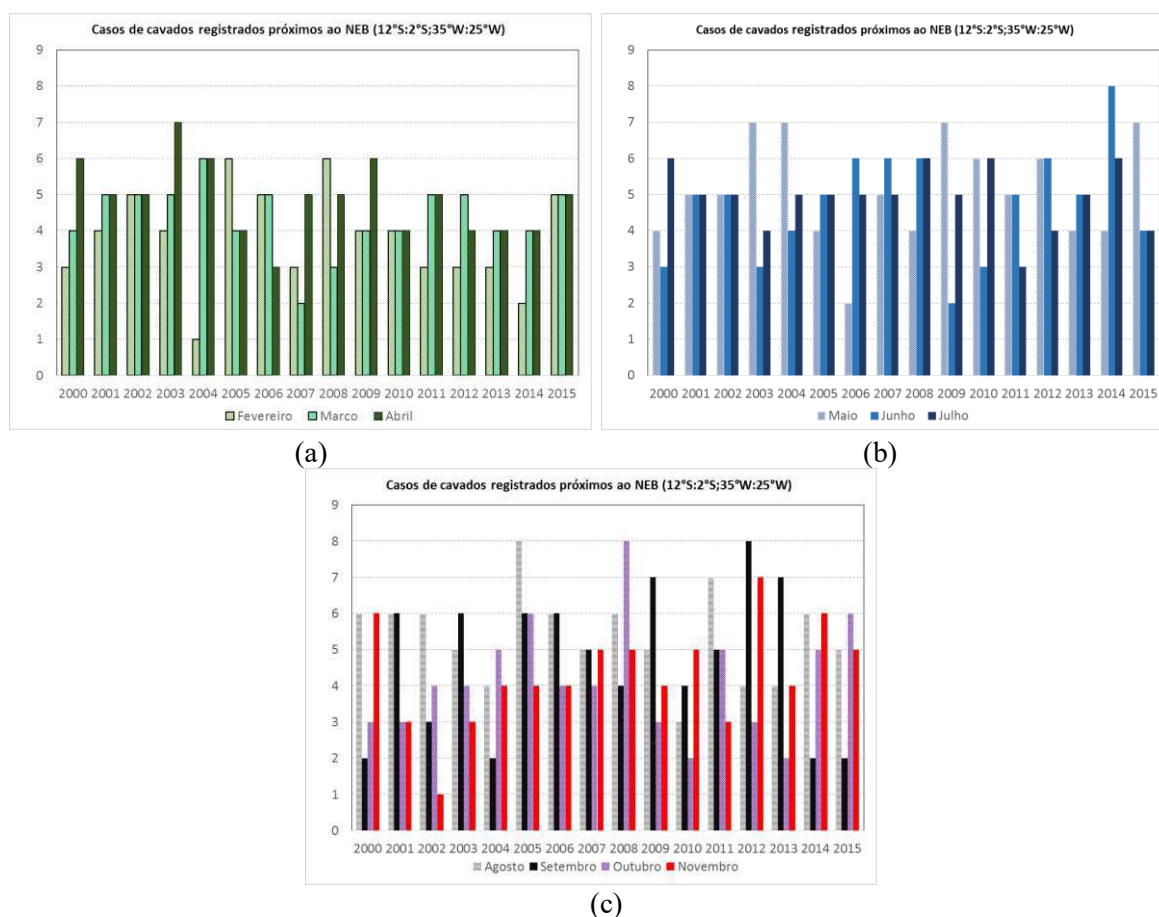 Casos de cavados registrados próximos ao NEB (12°S:2°S;35°W:25°W)
9
8
7
6
5
4
3
2
1
0
2000 2001 2002 2003 2004 2005 2006 2007 2008 2009 2010 2011 2012 2013 2014 2015
Fevereiro Marco Abril
(a)
Casos de cavados registrados próximos ao NEB (12°S:2°S;35°W:25°W)
9
8
7
6
5
4
3
2
1
0
2000 2001 2002 2003 2004 2005 2006 2007 2008 2009 2010 2011 2012 2013 2014 2015
Maio Junho Julho
(b)
Casos de cavados registrados próximos ao NEB (12°S:2°S;35°W:25°W)
9
8
7
6
5
4
3
2
1
0
2000 2001 2002 2003 2004 2005 2006 2007 2008 2009 2010 2011 2012 2013 2014 2015
Agosto Setembro Outubro Novembro
(c)